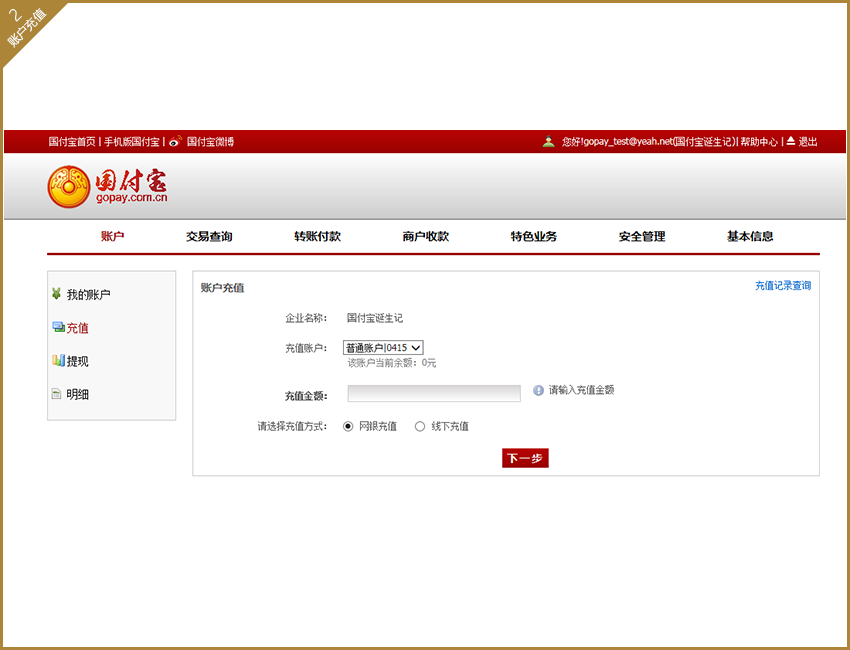 2
账户充值
国付宝首页 | 手机版国付宝 | 国付宝微博
您好!gopay_test@yeah.net(国付宝诞生记)| 帮助中心 | 退出
国付宝
gopay.com.cn
账户 交易查询 转账付款 商户收款 特色业务 安全管理 基本信息
我的账户
充值
提现
明细
账户充值 充值记录查询
企业名称: 国付宝诞生记
充值账户: 普通账户|0415
该账户当前余额: 0元
充值金额: 请输入充值金额
请选择充值方式: 网银充值 线下充值
下一步